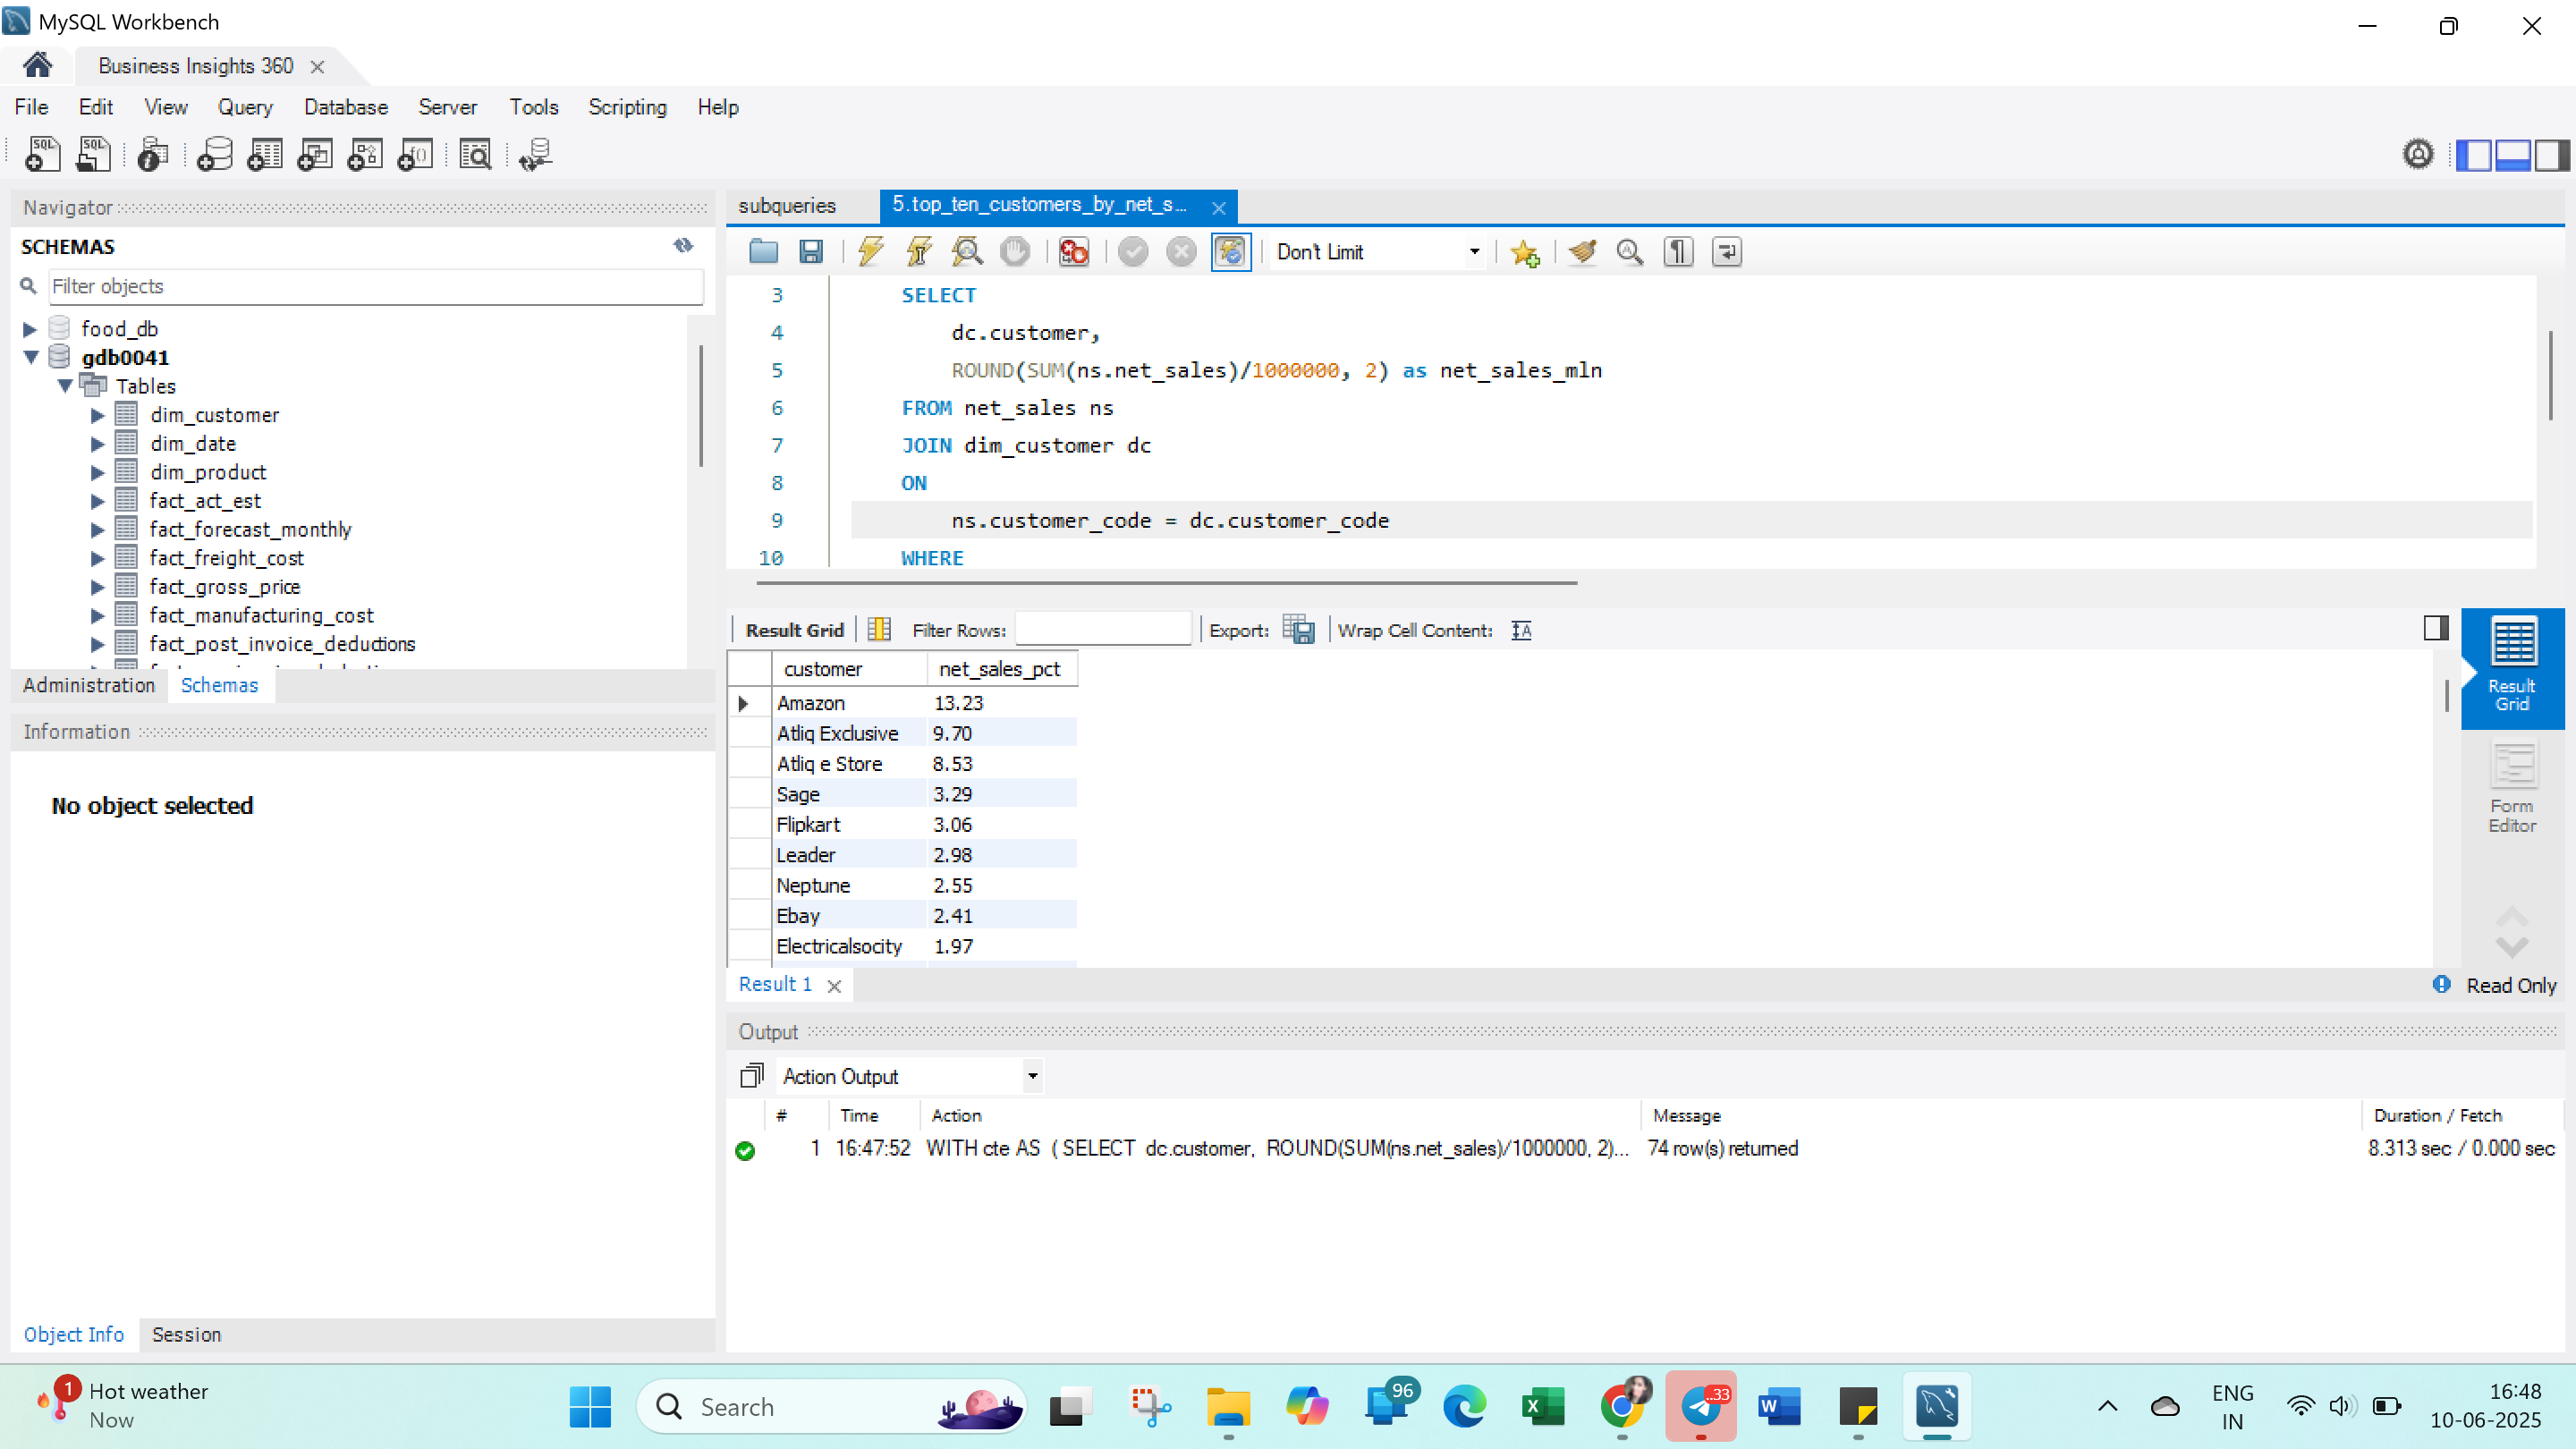 MySQL Workbench
Business Insights 360
File Edit View Query Database Server Tools Scripting Help
Navigator
SCHEMAS
Filter objects
food_db
gdb0041
Tables
dim_customer
dim_date
dim_product
fact_act_est
fact_forecast_monthly
fact_freight_cost
fact_gross_price
fact_manufacturing_cost
fact_post_invoice_deductions
Administration Schemas
Information
No object selected
Object Info Session
subqueries 5.top_ten_customers_by_net_s...
Don't Limit
3 SELECT
4 dc.customer,
5 ROUND(SUM(ns.net_sales)/1000000, 2) as net_sales_mln
6 FROM net_sales ns
7 JOIN dim_customer dc
8 ON
9 ns.customer_code = dc.customer_code
10 WHERE
Result Grid Filter Rows: Export: Wrap Cell Content:
customer net_sales_pct
Amazon 13.23
Atliq Exclusive 9.70
Atliq e Store 8.53
Sage 3.29
Flipkart 3.06
Leader 2.98
Neptune 2.55
Ebay 2.41
Electricalsocity 1.97
Result Grid
Form Editor
Result 1 Read Only
Output
Action Output
# Time Action Message Duration / Fetch
1 16:47:52 WITH cte AS ( SELECT dc.customer, ROUND(SUM(ns.net_sales)/1000000, 2)... 74 row(s) returned 8.313 sec / 0.000 sec
1 Hot weather
Now
Search
96
..33
ENG
IN
16:48
10-06-2025